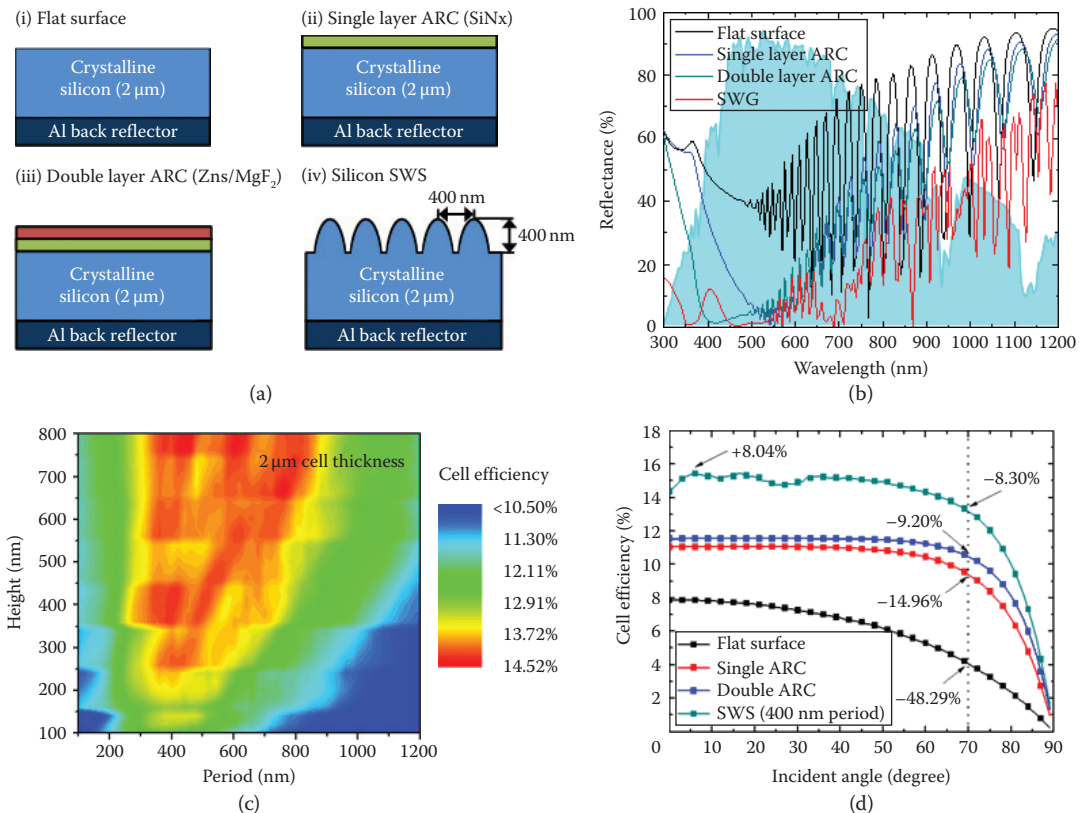 (i) Flat surface
Crystalline
silicon (2 μm)
Al back reflector
(ii) Single layer ARC (SiNx)
Crystalline
silicon (2 μm)
Al back reflector
(iii) Double layer ARC (Zns/MgF₂)
Crystalline
silicon (2 μm)
Al back reflector
(iv) Silicon SWS
400 nm
400 nm
Crystalline
silicon (2 μm)
Al back reflector
(a)
Flat surface
Single layer ARC
Double layer ARC
SWG
Reflectance (%)
100
80
60
40
20
0
300 400 500 600 700 800 900 1000 1100 1200
Wavelength (nm)
(b)
2 μm cell thickness
Height (nm)
800
700
600
500
400
300
200
100
200 400 600 800 1000 1200
Period (nm)
Cell efficiency
<10.50%
11.30%
12.11%
12.91%
13.72%
14.52%
(c)
Cell efficiency (%)
18
16
14
12
10
8
6
4
2
0 10 20 30 40 50 60 70 80 90
+8.04%
−8.30%
−9.20%
−14.96%
−48.29%
Flat surface
Single ARC
Double ARC
SWS (400 nm period)
Incident angle (degree)
(d)